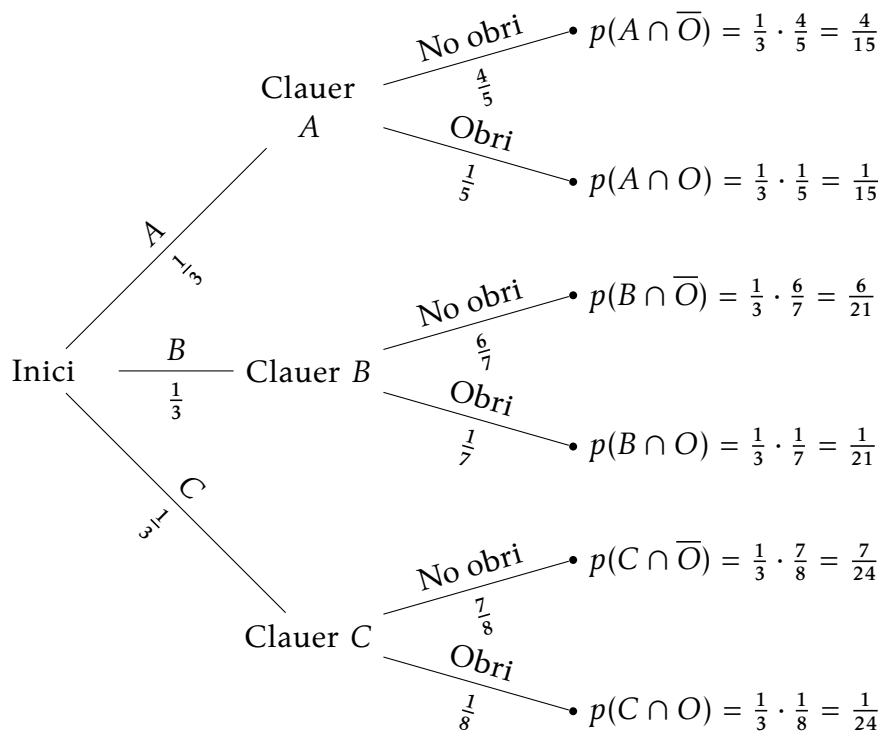 No obri
4/5
p(A ∩ O̅) = 1/3 · 4/5 = 4/15
Clauer
A
Obri
1/5
p(A ∩ O) = 1/3 · 1/5 = 1/15
A
1/3
No obri
6/7
p(B ∩ O̅) = 1/3 · 6/7 = 6/21
Inici
B
1/3
Clauer B
Obri
1/7
p(B ∩ O) = 1/3 · 1/7 = 1/21
C
1/3
No obri
7/8
p(C ∩ O̅) = 1/3 · 7/8 = 7/24
Clauer C
Obri
1/8
p(C ∩ O) = 1/3 · 1/8 = 1/24